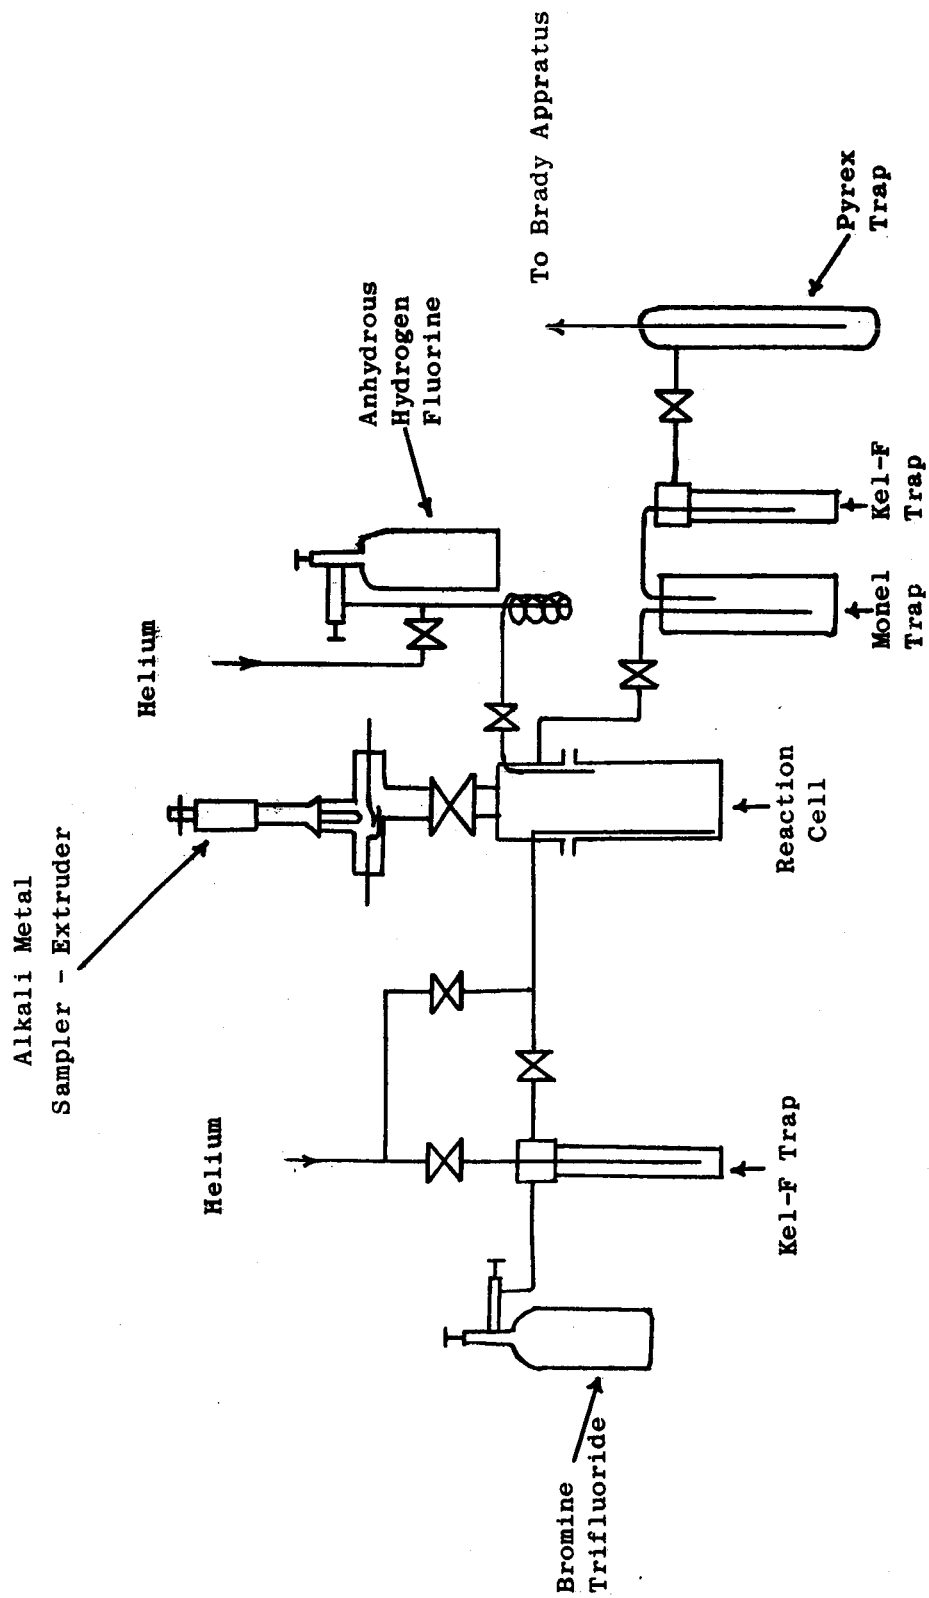 Alkali Metal
Sampler - Extruder
Helium
Helium
Anhydrous
Hydrogen
Fluorine
To Brady Appratus
Bromine
Trifluoride
Kel-F Trap
Reaction
Cell
Monel
Trap
Kel-F
Trap
Pyrex
Trap